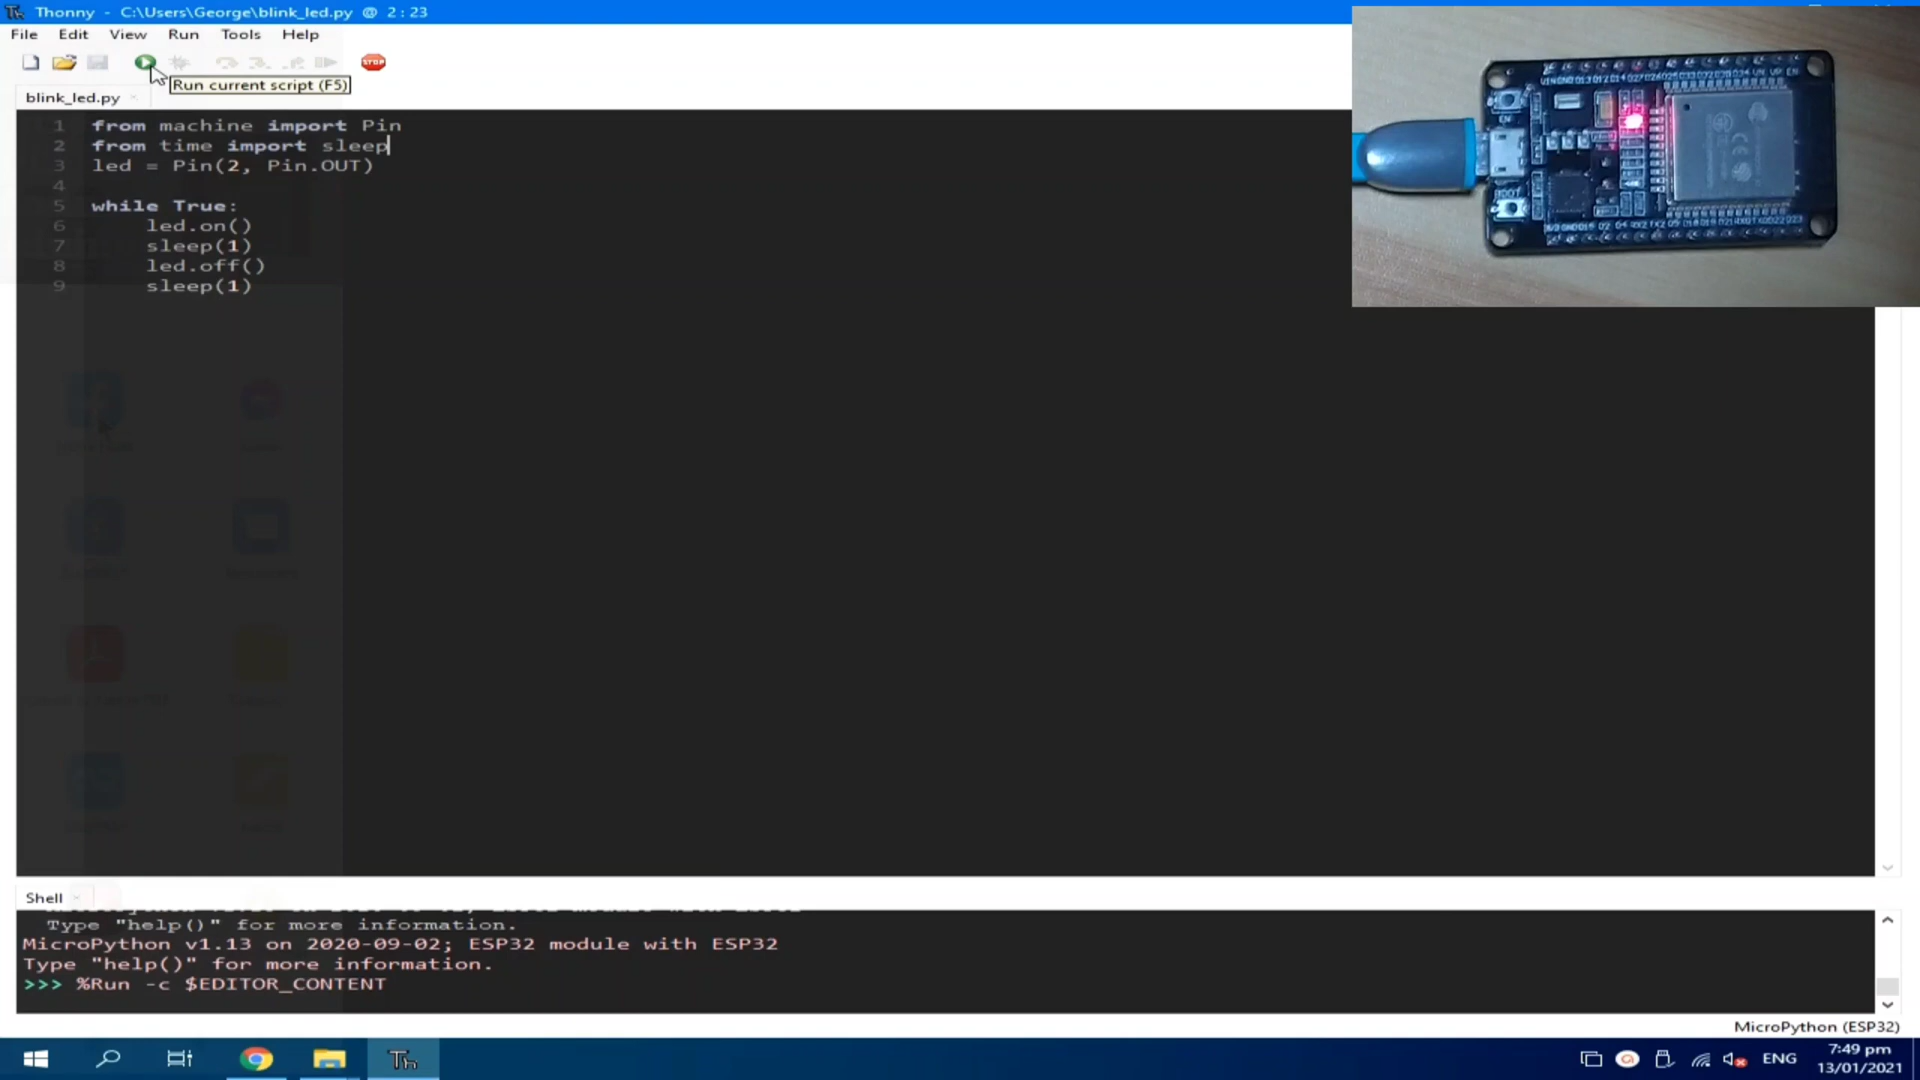 Thonny - C:\Users\George\blink_led.py @ 2:23
File Edit View Run Tools Help
STOP
Run current script (F5)
blink_led.py
1 from machine import Pin
2 from time import sleep
3 led = Pin(2, Pin.OUT)
4
5 while True:
6 led.on()
7 sleep(1)
8 led.off()
9 sleep(1)
EN
BOOT
Shell
Type "help()" for more information.
MicroPython v1.13 on 2020-09-02; ESP32 module with ESP32
Type "help()" for more information.
>>> %Run -c $EDITOR_CONTENT
MicroPython (ESP32)
Th
ENG
7:49 pm
13/01/2021